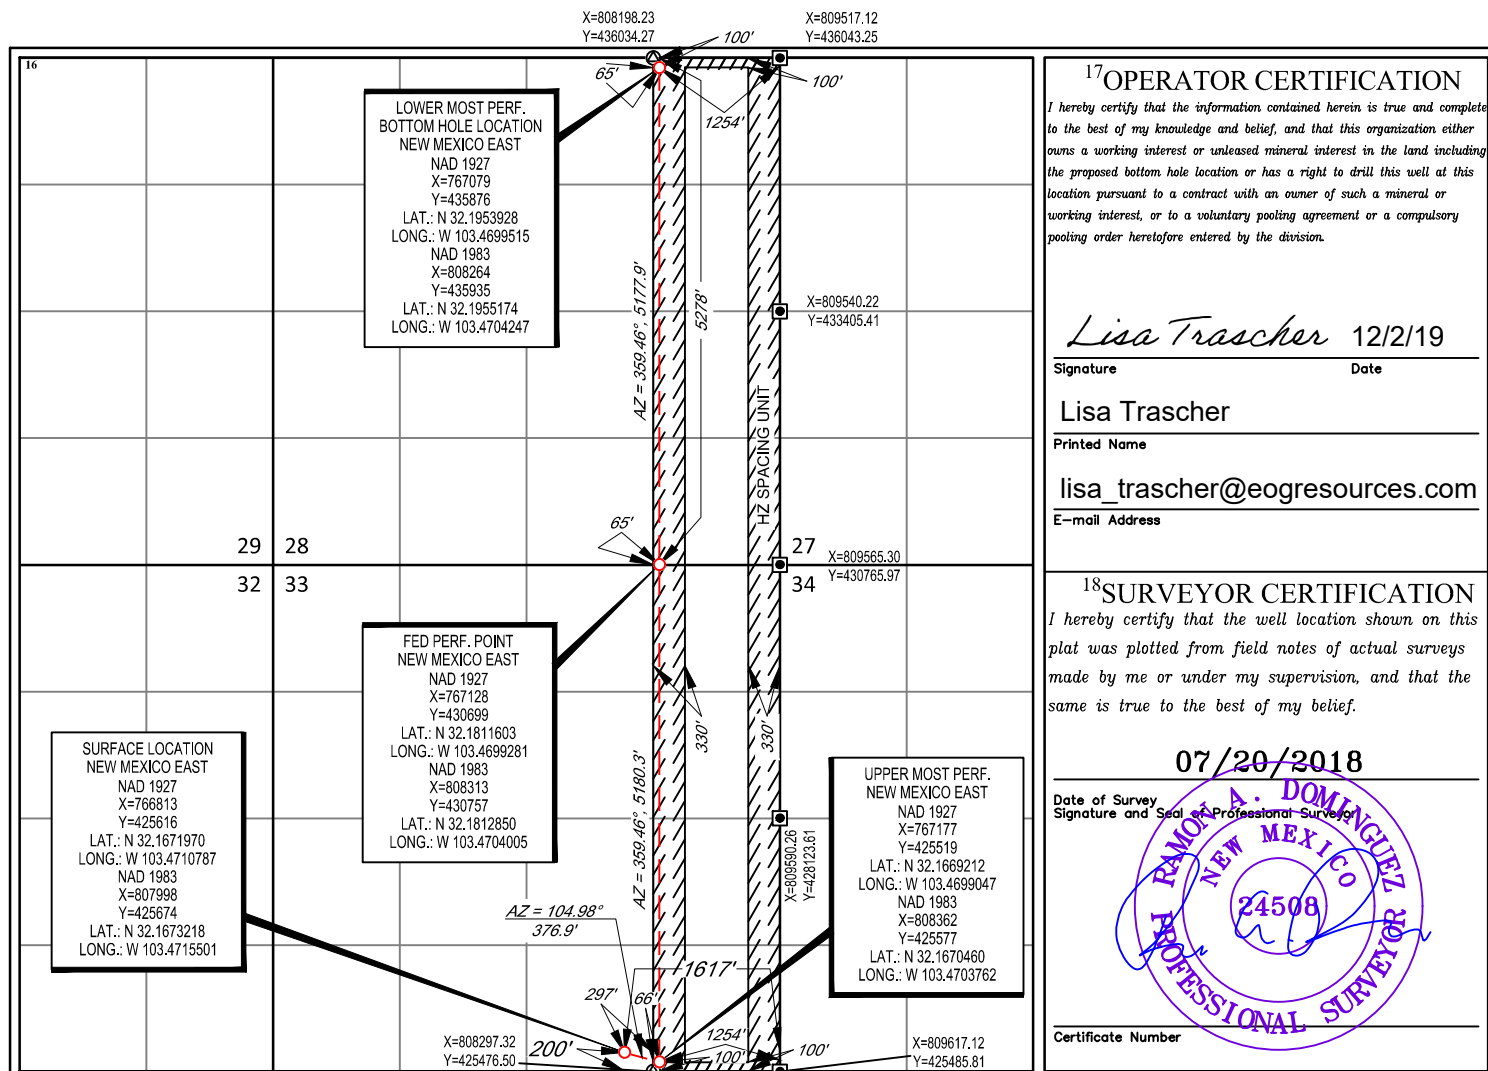 X=808198.23
Y=436034.27
100'
X=809517.12
Y=436043.25
16
65'
100'
1254'
LOWER MOST PERF.
BOTTOM HOLE LOCATION
NEW MEXICO EAST
NAD 1927
X=767079
Y=435876
LAT.: N 32.1953928
LONG.: W 103.4699515
NAD 1983
X=808264
Y=435935
LAT.: N 32.1955174
LONG.: W 103.4704247
AZ = 359.46°, 5177.9'
5278'
X=809540.22
Y=433405.41
HZ SPACING UNIT
65'
29 28
32 33
27
34
X=809565.30
Y=430765.97
FED PERF. POINT
NEW MEXICO EAST
NAD 1927
X=767128
Y=430699
LAT.: N 32.1811603
LONG.: W 103.4699281
NAD 1983
X=808313
Y=430757
LAT.: N 32.1812850
LONG.: W 103.4704005
330'
330'
AZ = 359.46°, 5180.3'
SURFACE LOCATION
NEW MEXICO EAST
NAD 1927
X=766813
Y=425616
LAT.: N 32.1671970
LONG.: W 103.4710787
NAD 1983
X=807998
Y=425674
LAT.: N 32.1673218
LONG.: W 103.4715501
X=809590.26
Y=428123.61
UPPER MOST PERF.
NEW MEXICO EAST
NAD 1927
X=767177
Y=425519
LAT.: N 32.1669212
LONG.: W 103.4699047
NAD 1983
X=808362
Y=425577
LAT.: N 32.1670460
LONG.: W 103.4703762
AZ = 104.98°
376.9'
1617'
297'
66'
1254'
200'
100'
100'
X=808297.32
Y=425476.50
X=809617.12
Y=425485.81
17 OPERATOR CERTIFICATION
I hereby certify that the information contained herein is true and complete
to the best of my knowledge and belief, and that this organization either
owns a working interest or unleased mineral interest in the land including
the proposed bottom hole location or has a right to drill this well at this
location pursuant to a contract with an owner of such a mineral or
working interest, or to a voluntary pooling agreement or a compulsory
pooling order heretofore entered by the division.
Lisa Trascher 12/2/19
Signature Date
Lisa Trascher
Printed Name
lisa_trascher@eogresources.com
E-mail Address
18 SURVEYOR CERTIFICATION
I hereby certify that the well location shown on this
plat was plotted from field notes of actual surveys
made by me or under my supervision, and that the
same is true to the best of my belief.
07/20/2018
Date of Survey
Signature and Seal of Professional Surveyor
RAMON A. DOMINGUEZ
NEW MEXICO
24508
PROFESSIONAL SURVEYOR
Certificate Number